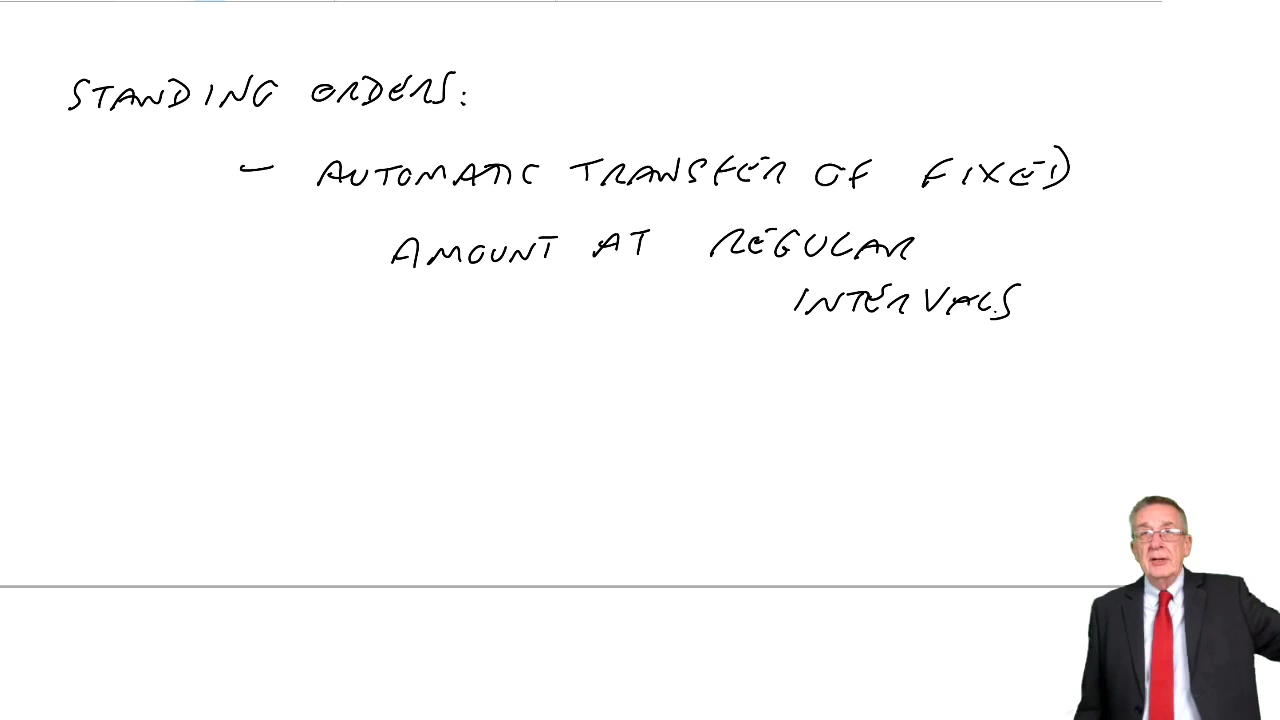 STANDING ORDERS:
- AUTOMATIC TRANSFER OF FIXED
AMOUNT AT REGULAR
INTERVALS